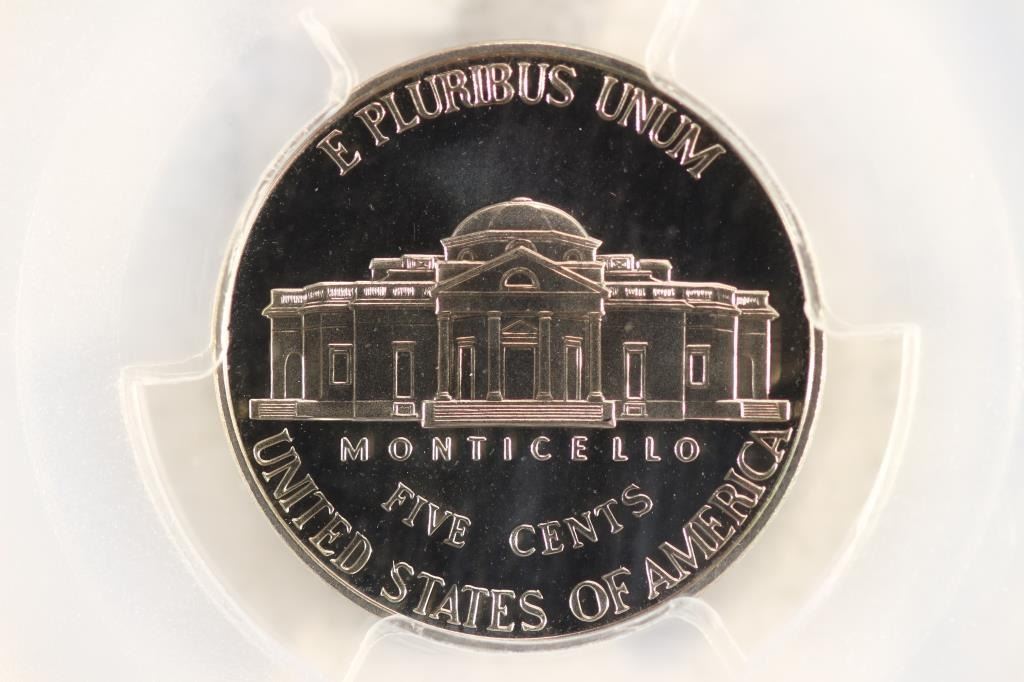 E PLURIBUS UNUM
MONTICELLO
FIVE CENTS
UNITED STATES OF AMERICA